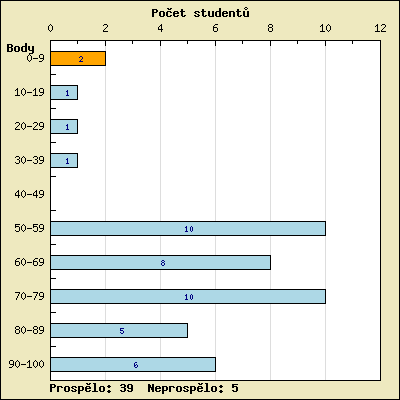 Počet studentů
0 2 4 6 8 10 12
Body
0-9 2
10-19 1
20-29 1
30-39 1
40-49
50-59 10
60-69 8
70-79 10
80-89 5
90-100 6
Prospělo: 39 Neprospělo: 5